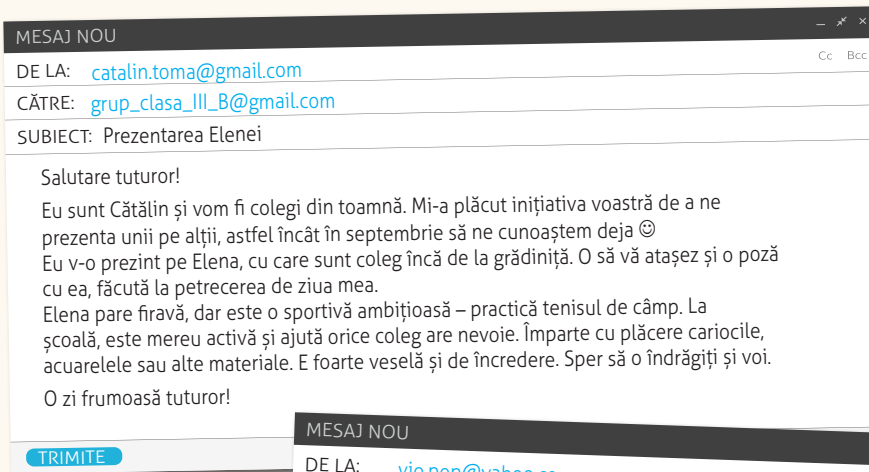 MESAJ NOU
Cc Bcc
DE LA: catalin.toma@gmail.com
CĂTRE: grup_clasa_III_B@gmail.com
SUBIECT: Prezentarea Elenei
Salutare tuturor!
Eu sunt Cătălin și vom fi colegi din toamnă. Mi-a plăcut inițiativa voastră de a ne
prezenta unii pe alții, astfel încât în septembrie să ne cunoaștem deja ☺
Eu v-o prezint pe Elena, cu care sunt coleg încă de la grădiniță. O să vă atașez și o poză
cu ea, făcută la petrecerea de ziua mea.
Elena pare firavă, dar este o sportivă ambițioasă – practică tenisul de câmp. La
școală, este mereu activă și ajută orice coleg are nevoie. Împarte cu plăcere cariocile,
acuarelele sau alte materiale. E foarte veselă și de încredere. Sper să o îndrăgiți și voi.
O zi frumoasă tuturor!
TRIMITE
MESAJ NOU
DE LA: